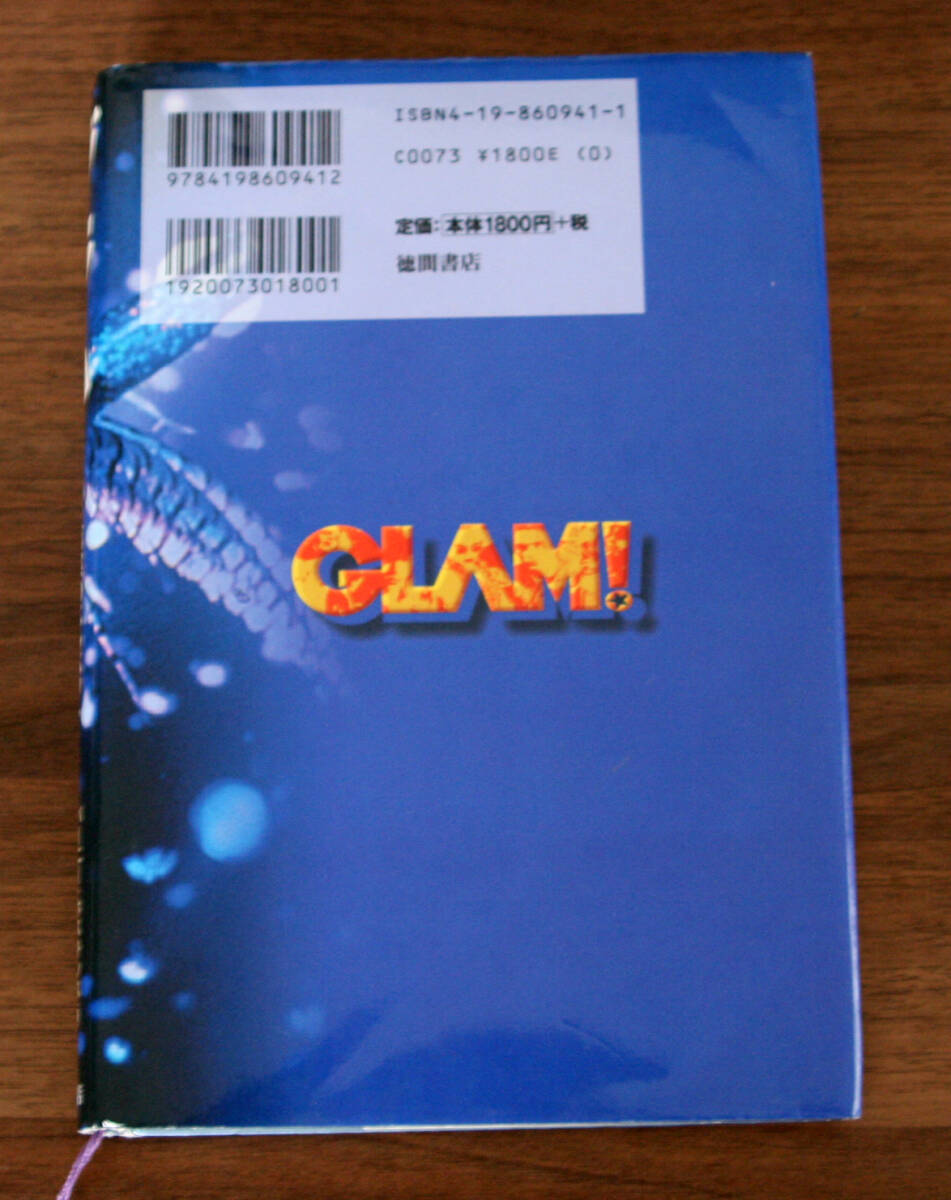 ISBN4-19-860941-1
9784198609412
C0073 ¥1800E (0)
定価: 本体1800円+税
1920073018001
徳間書店
GLAM!